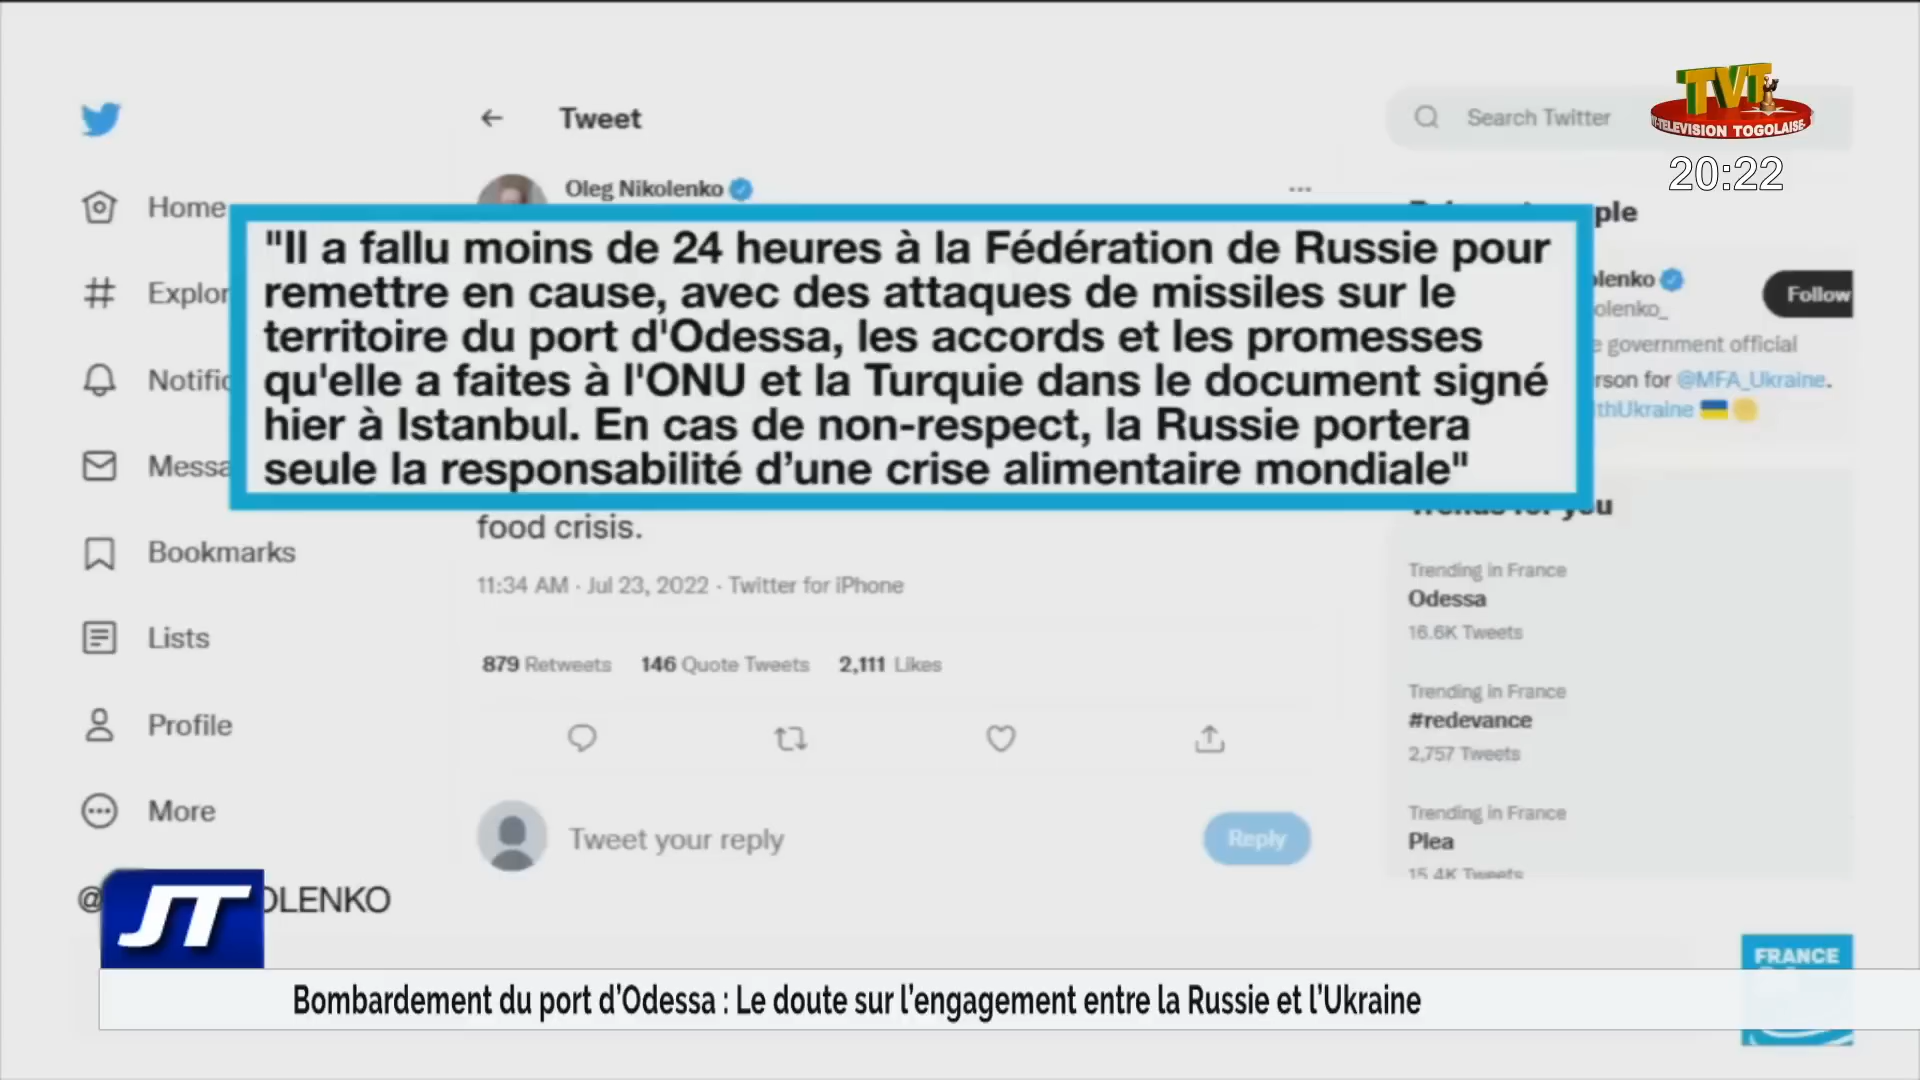 Tweet
Search Twitter
TVT
TELEVISION TOGOLAISE
20:22
Oleg Nikolenko
Home
"Il a fallu moins de 24 heures à la Fédération de Russie pour
remettre en cause, avec des attaques de missiles sur le
territoire du port d'Odessa, les accords et les promesses
qu'elle a faites à l'ONU et la Turquie dans le document signé
hier à Istanbul. En cas de non-respect, la Russie portera
seule la responsabilité d’une crise alimentaire mondiale"
ple
Explor
lenko
Follow
olenko_
e government official
Notific
rson for @MFA_Ukraine.
thUkraine
Messa
food crisis.
Trends for you
Bookmarks
11:34 AM · Jul 23, 2022 · Twitter for iPhone
Trending in France
Odessa
16.6K Tweets
Lists
879 Retweets 146 Quote Tweets 2,111 Likes
Trending in France
#redevance
2,757 Tweets
Profile
More
Tweet your reply
Reply
Trending in France
Plea
15.4K Tweets
@
OLENKO
JT
FRANCE
Bombardement du port d’Odessa : Le doute sur l’engagement entre la Russie et l’Ukraine